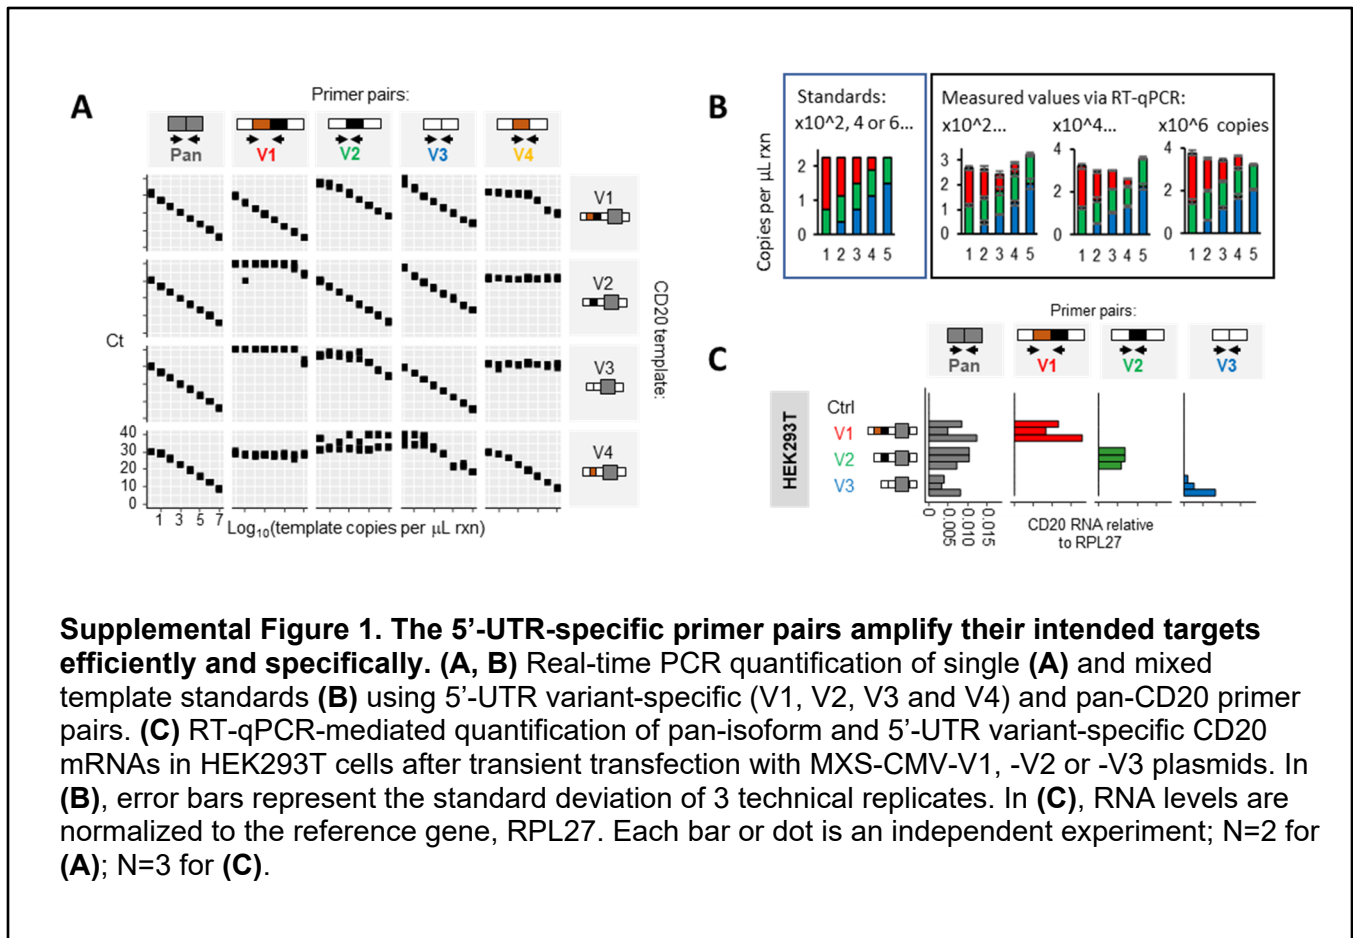 A
Primer pairs:
Pan V1 V2 V3 V4
V1
V2
V3
V4
CD20 template:
Ct
40
30
20
10
0
1 3 5 7
Log10(template copies per µL rxn)
B
Standards:
x10^2, 4 or 6...
Measured values via RT-qPCR:
x10^2... x10^4... x10^6 copies
Copies per µL rxn
2
1
0
1 2 3 4 5
3
2
1
0
1 2 3 4 5
4
2
0
1 2 3 4 5
4
2
0
1 2 3 4 5
C
Primer pairs:
Pan V1 V2 V3
HEK293T
Ctrl
V1
V2
V3
0
0.005
0.010
0.015
CD20 RNA relative
to RPL27
Supplemental Figure 1. The 5’-UTR-specific primer pairs amplify their intended targets
efficiently and specifically. (A, B) Real-time PCR quantification of single (A) and mixed
template standards (B) using 5’-UTR variant-specific (V1, V2, V3 and V4) and pan-CD20 primer
pairs. (C) RT-qPCR-mediated quantification of pan-isoform and 5’-UTR variant-specific CD20
mRNAs in HEK293T cells after transient transfection with MXS-CMV-V1, -V2 or -V3 plasmids. In
(B), error bars represent the standard deviation of 3 technical replicates. In (C), RNA levels are
normalized to the reference gene, RPL27. Each bar or dot is an independent experiment; N=2 for
(A); N=3 for (C).